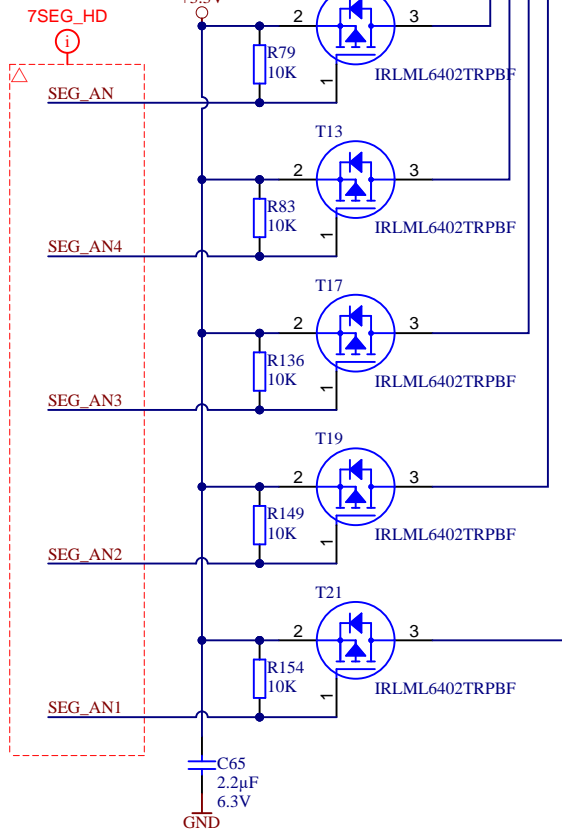 +3.3V
7SEG_HD
i
2
3
R79
10K
1
IRLML6402TRPBF
SEG_AN
T13
2
3
R83
10K
1
IRLML6402TRPBF
SEG_AN4
T17
2
3
R136
10K
1
IRLML6402TRPBF
SEG_AN3
T19
2
3
R149
10K
1
IRLML6402TRPBF
SEG_AN2
T21
2
3
R154
10K
1
IRLML6402TRPBF
SEG_AN1
C65
2.2µF
6.3V
GND